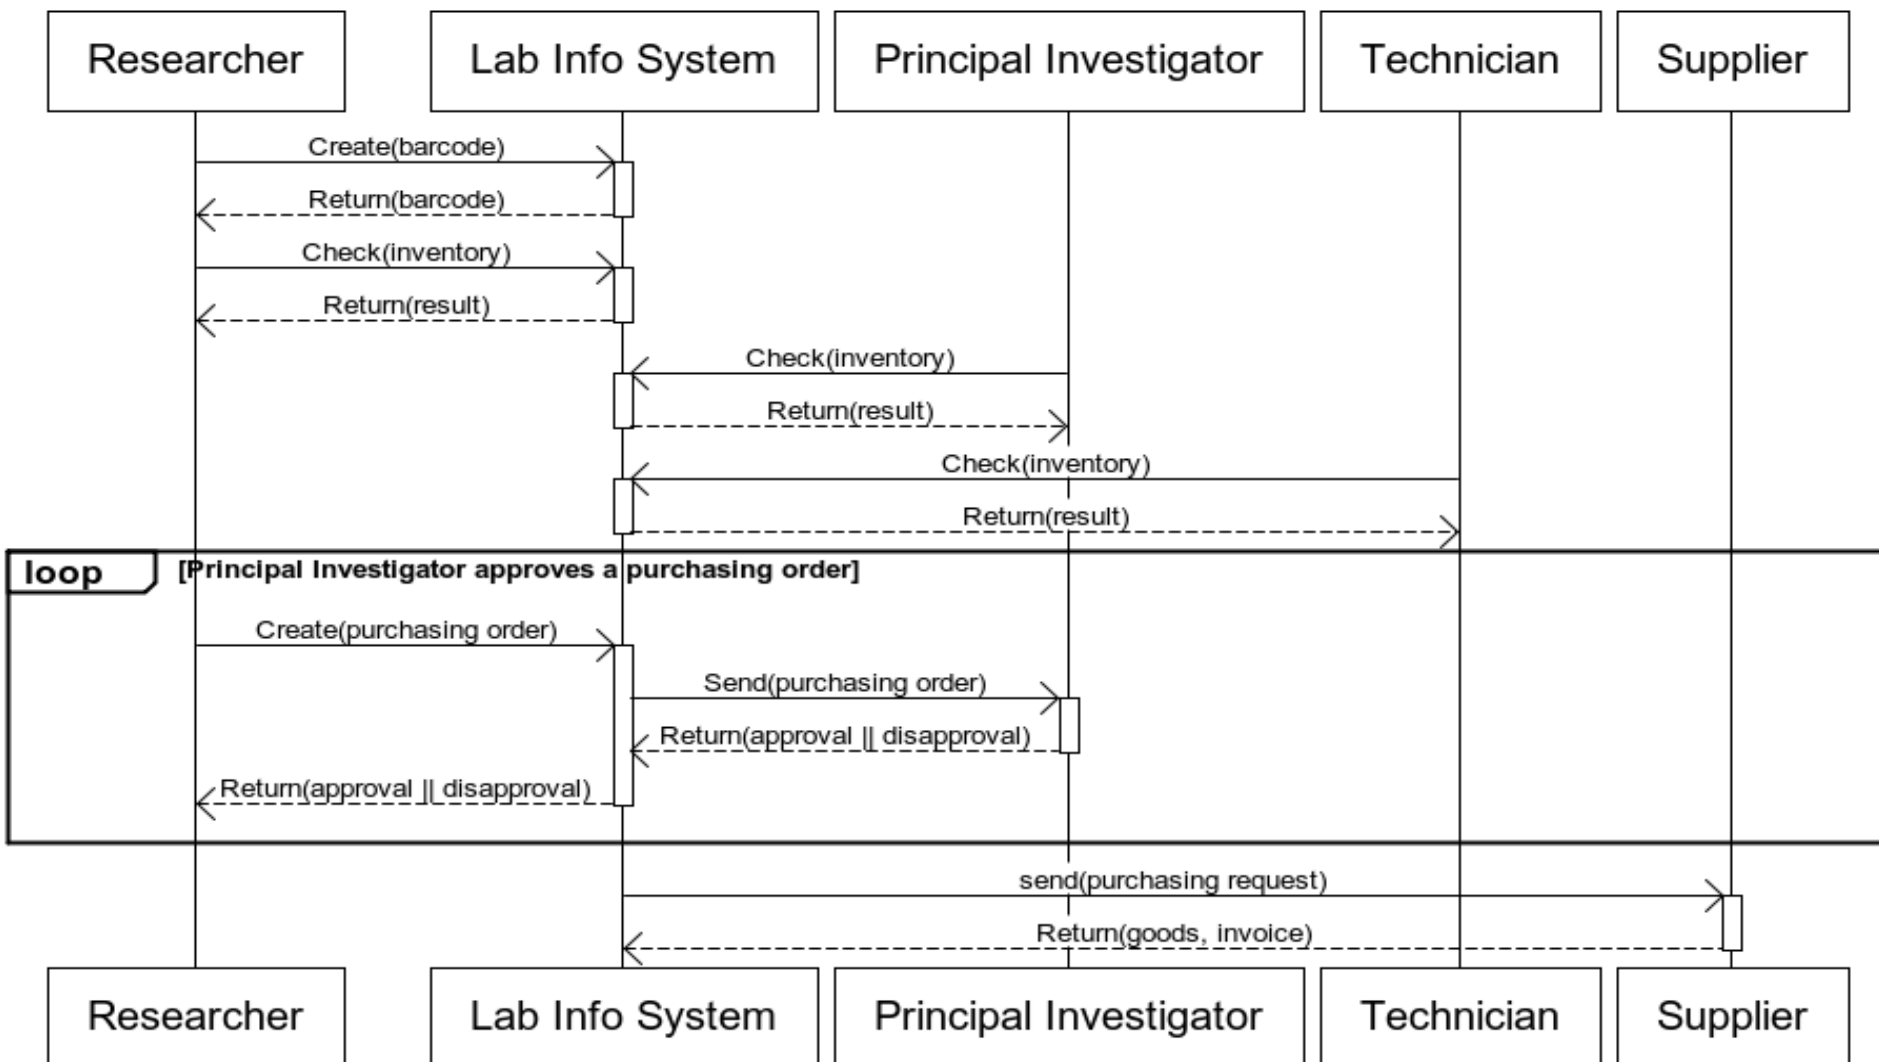 Researcher
Lab Info System
Principal Investigator
Technician
Supplier
Create(barcode)
Return(barcode)
Check(inventory)
Return(result)
Check(inventory)
Return(result)
Check(inventory)
Return(result)
loop
[Principal Investigator approves a purchasing order]
Create(purchasing order)
Send(purchasing order)
Return(approval || disapproval)
Return(approval || disapproval)
send(purchasing request)
Return(goods, invoice)
Researcher
Lab Info System
Principal Investigator
Technician
Supplier